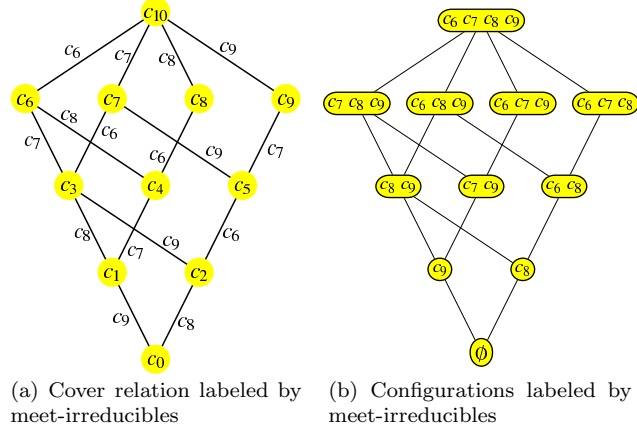 c10
c6 c7 c8 c9
c6 c7 c8 c9
c7 c8 c6 c6 c9 c7
c3 c4 c5
c8 c7 c9 c6
c1 c2
c9 c8
c0
(a) Cover relation labeled by
meet-irreducibles
c6 c7 c8 c9
c7 c8 c9 c6 c8 c9 c6 c7 c9 c6 c7 c8
c8 c9 c7 c9 c6 c8
c9 c8
ϕ
(b) Configurations labeled by
meet-irreducibles